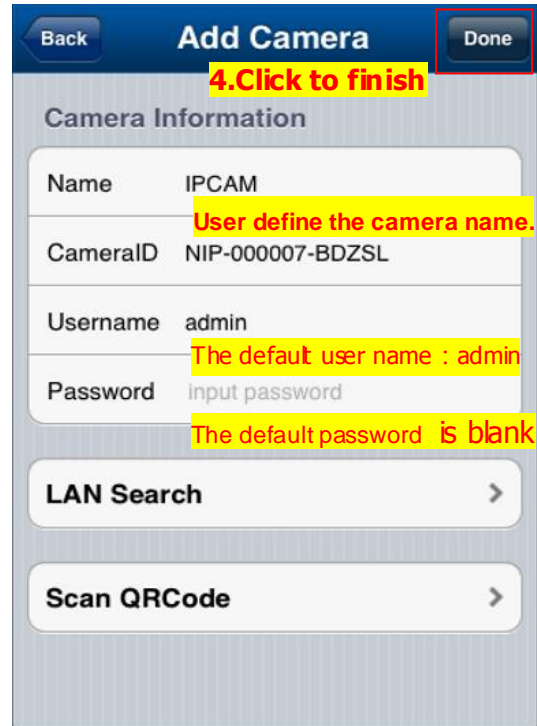 Back Add Camera Done
4.Click to finish
Camera Information
Name IPCAM
User define the camera name.
CameraID NIP-000007-BDZSL
Username admin
The default user name : admin
Password input password
The default password is blank
LAN Search
Scan QRCode